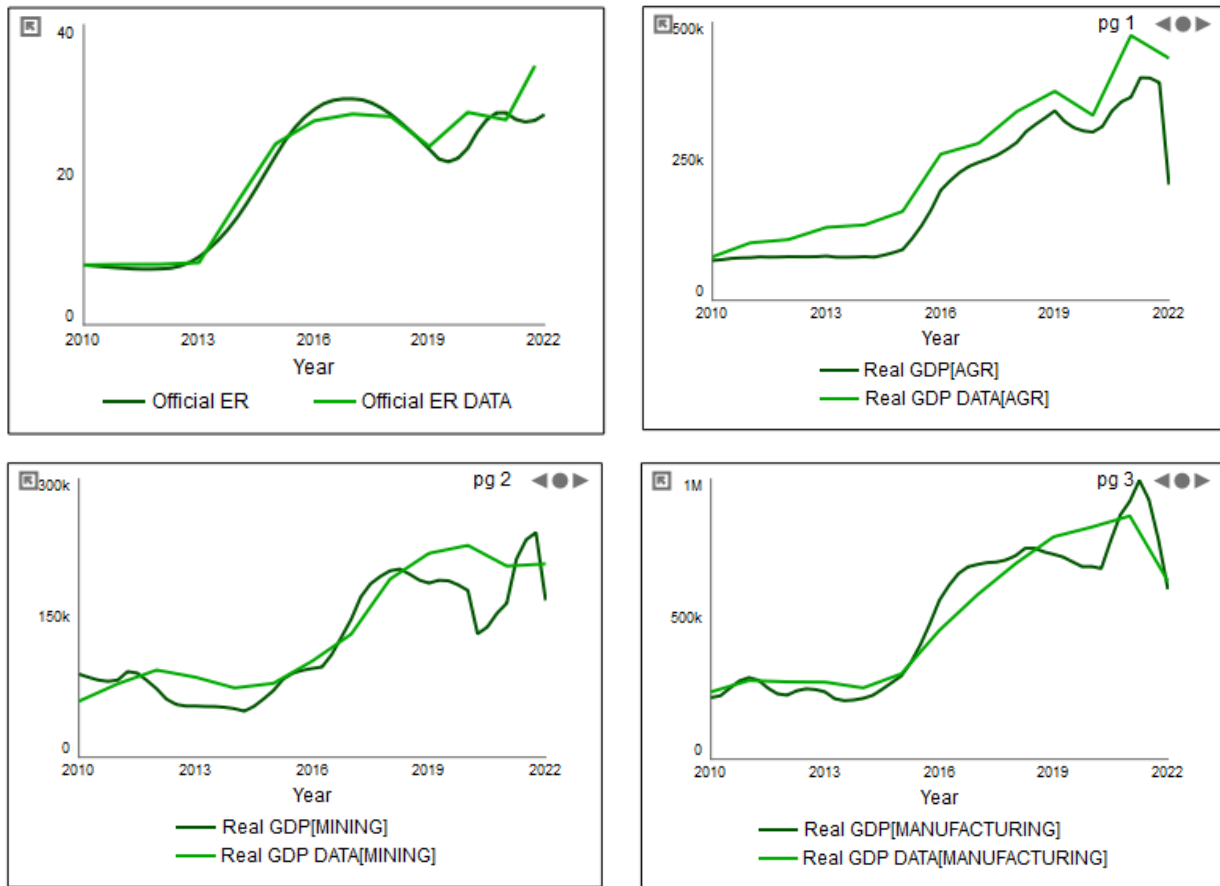 40
20
0
2010 2013 2016 2019 2022
Year
Official ER Official ER DATA
pg 1
500k
250k
0
2010 2013 2016 2019 2022
Year
Real GDP[AGR]
Real GDP DATA[AGR]
pg 2
300k
150k
0
2010 2013 2016 2019 2022
Year
Real GDP[MINING]
Real GDP DATA[MINING]
pg 3
1M
500k
0
2010 2013 2016 2019 2022
Year
Real GDP[MANUFACTURING]
Real GDP DATA[MANUFACTURING]